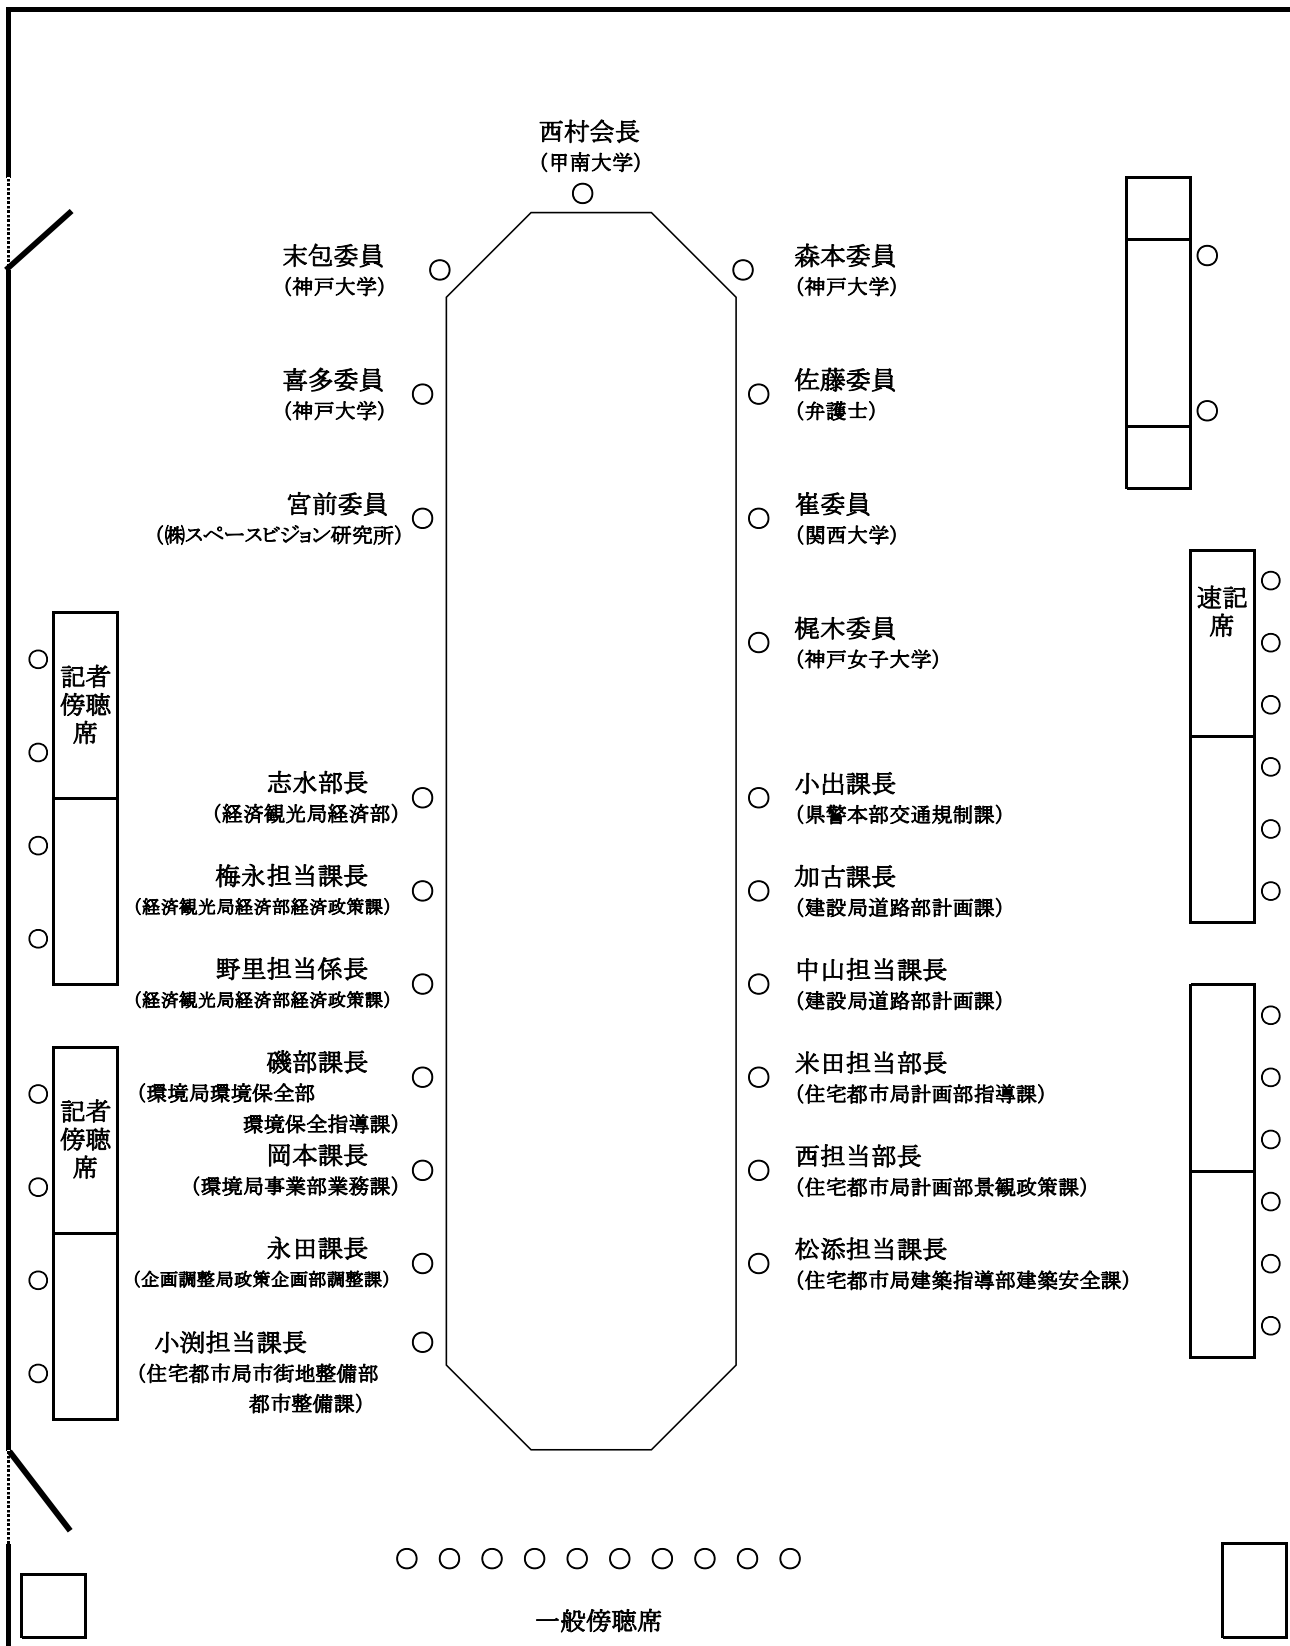 西村会長
(甲南大学)
末包委員
(神戸大学)
森本委員
(神戸大学)
喜多委員
(神戸大学)
佐藤委員
(弁護士)
宮前委員
(㈱スペースビジョン研究所)
崔委員
(関西大学)
梶木委員
(神戸女子大学)
速記
席
記者
傍聴
席
志水部長
(経済観光局経済部)
小出課長
(県警本部交通規制課)
梅永担当課長
(経済観光局経済部経済政策課)
加古課長
(建設局道路部計画課)
野里担当係長
(経済観光局経済部経済政策課)
中山担当課長
(建設局道路部計画課)
磯部課長
(環境局環境保全部
環境保全指導課)
米田担当部長
(住宅都市局計画部指導課)
記者
傍聴
席
岡本課長
(環境局事業部業務課)
西担当部長
(住宅都市局計画部景観政策課)
永田課長
(企画調整局政策企画部調整課)
松添担当課長
(住宅都市局建築指導部建築安全課)
小渕担当課長
(住宅都市局市街地整備部
都市整備課)
一般傍聴席